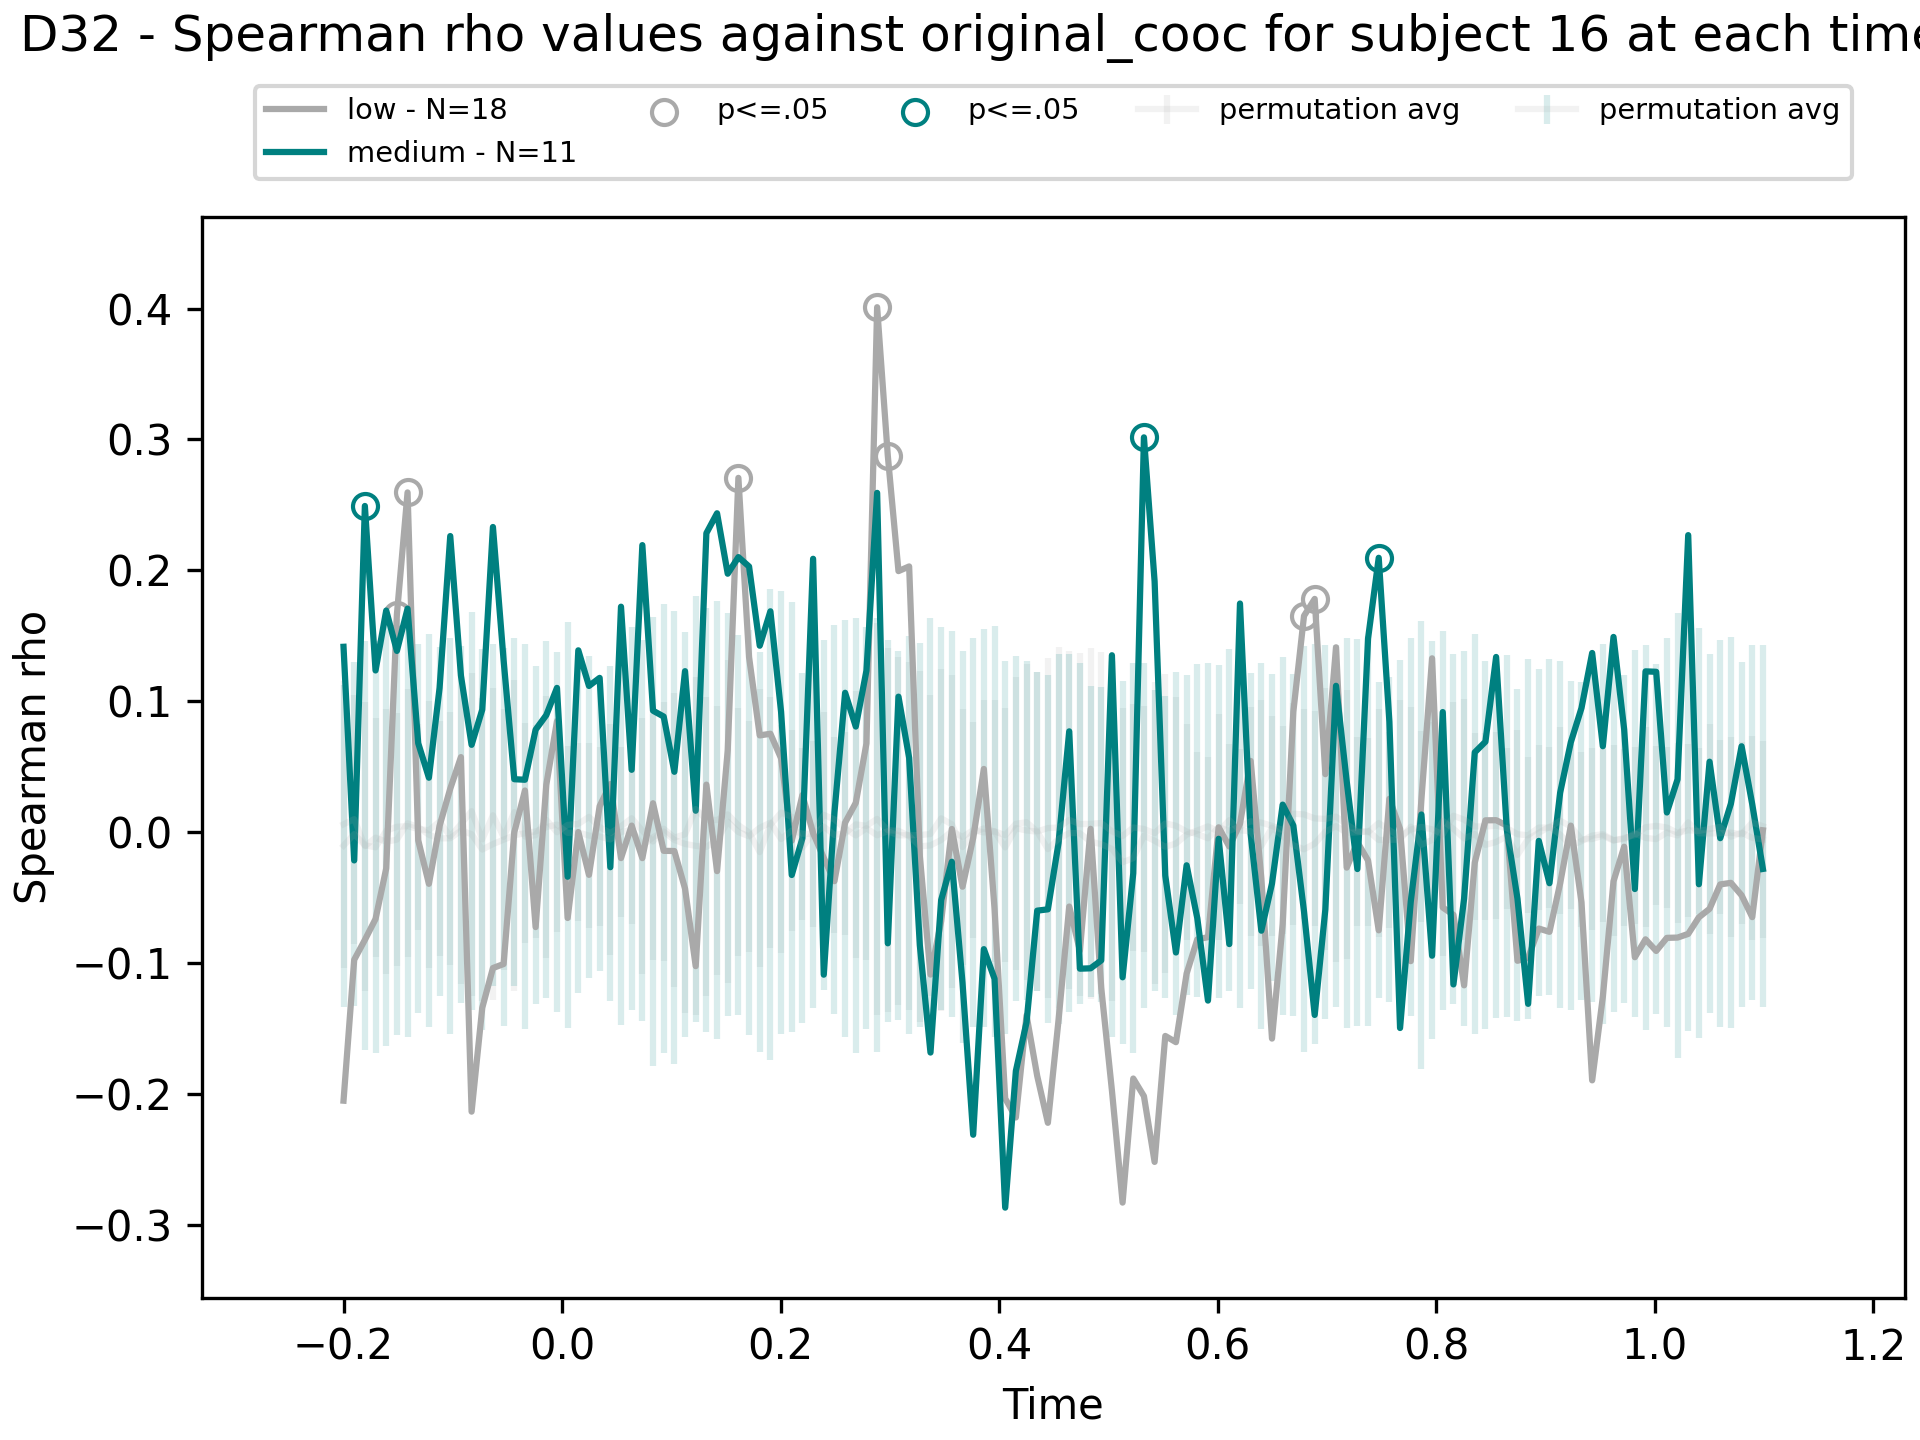 D32 - Spearman rho values against original_cooc for subject 16 at each time
low - N=18
medium - N=11
p<=.05
p<=.05
permutation avg
permutation avg
Spearman rho
0.4
0.3
0.2
0.1
0.0
−0.1
−0.2
−0.3
−0.2 0.0 0.2 0.4 0.6 0.8 1.0 1.2
Time